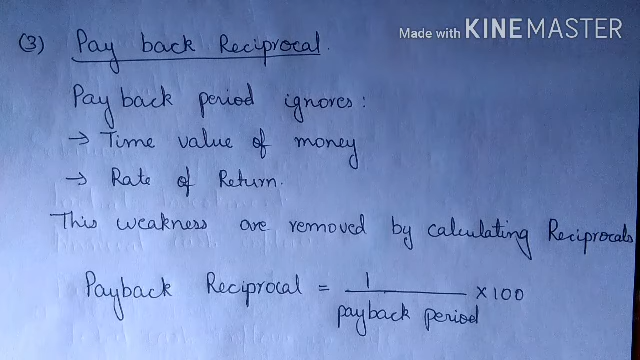 Made with KINEMASTER
(3) Pay back Reciprocal.
Pay back period ignores:
→ Time value of money
→ Rate of Return.
This weakness are removed by calculating Reciprocals
Payback Reciprocal = 1 / payback period × 100